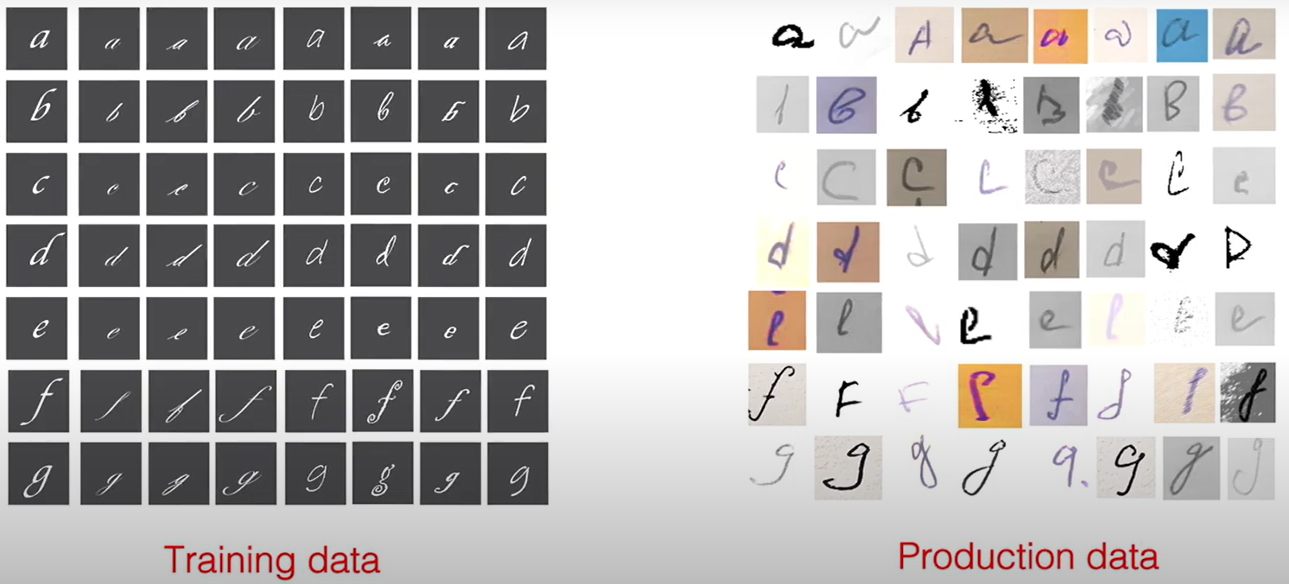 a a a a a a a a a a A a a a a a
b b b b b b b b b b B B b
c c c c c c c c c C C c C c C c
d d d d d d d d d d d d d d d D
e e e e e e e e e e e e e e E e
f f f f f f f f f F F f f f f
g g g g g g g g g g g g g. g g g
Training data
Production data